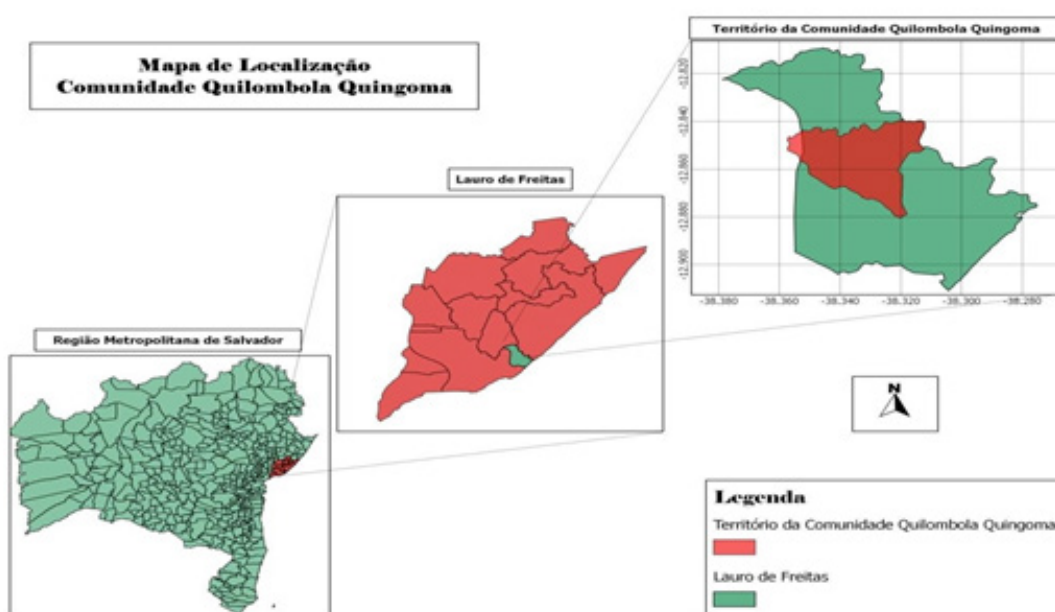 Mapa de Localização
Comunidade Quilombola Quingoma
Território da Comunidade Quilombola Quingoma
-12.820
-12.840
-12.860
-12.880
-12.900
-38.380
-38.360
-38.340
-38.320
-38.300
-38.280
Lauro de Freitas
Região Metropolitana de Salvador
N
Legenda
Território da Comunidade Quilombola Quingoma
Lauro de Freitas